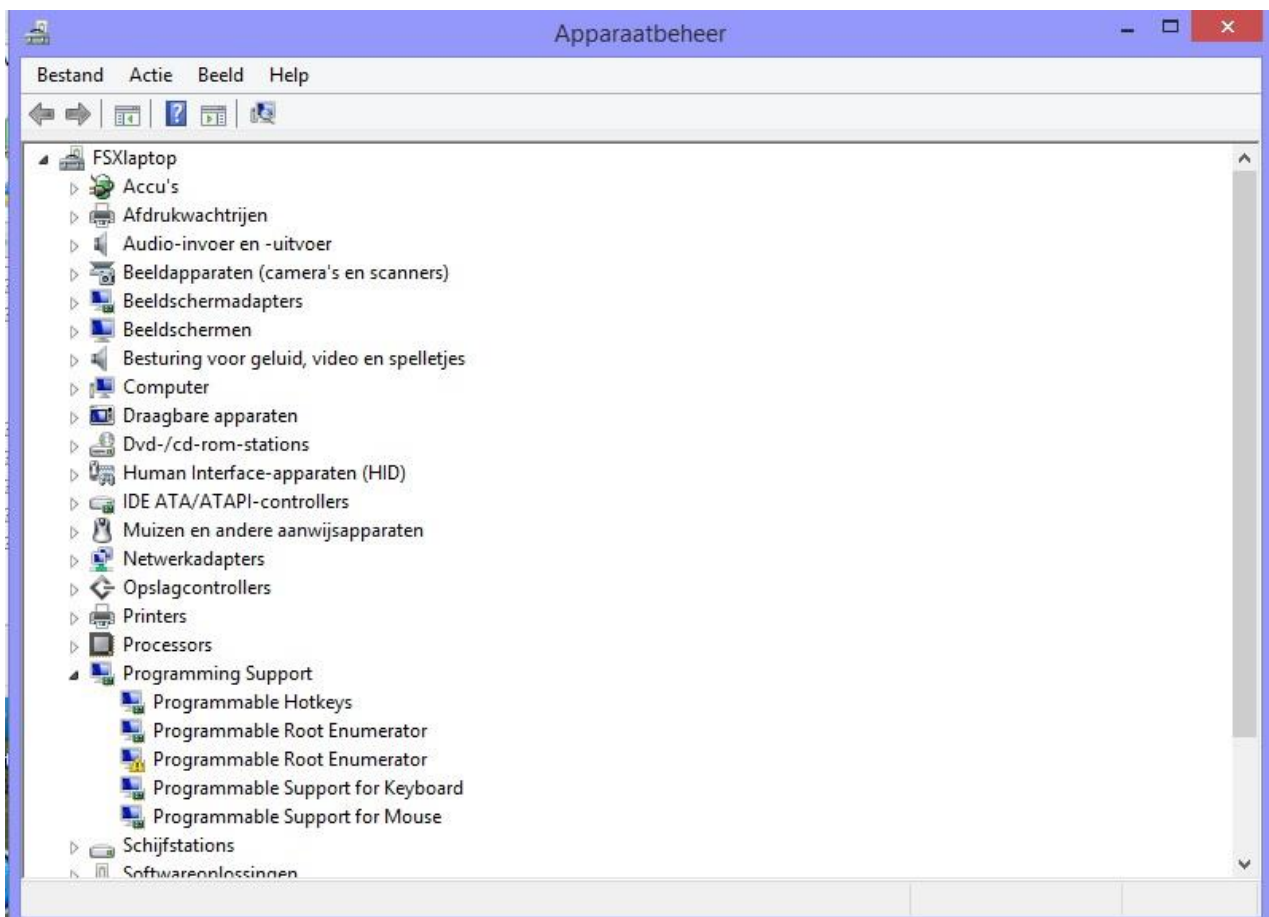 Apparaatbeheer
Bestand Actie Beeld Help
FSXlaptop
Accu's
Afdrukwachtrijen
Audio-invoer en -uitvoer
Beeldapparaten (camera's en scanners)
Beeldschermadapters
Beeldschermen
Besturing voor geluid, video en spelletjes
Computer
Draagbare apparaten
Dvd-/cd-rom-stations
Human Interface-apparaten (HID)
IDE ATA/ATAPI-controllers
Muizen en andere aanwijsapparaten
Netwerkadapters
Opslagcontrollers
Printers
Processors
Programming Support
Programmable Hotkeys
Programmable Root Enumerator
Programmable Root Enumerator
Programmable Support for Keyboard
Programmable Support for Mouse
Schijfstations
Softwareoplossingen